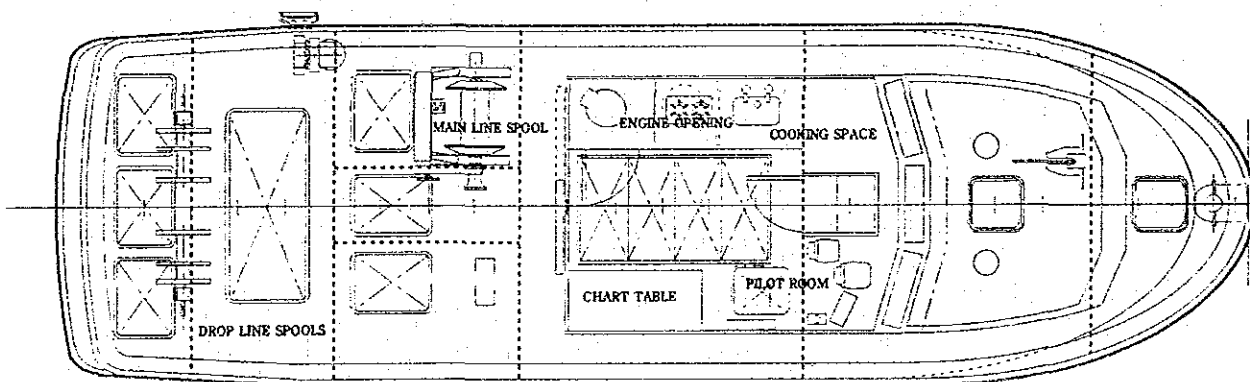 MAIN LINE SPOOL
ENGINE OPENING
COOKING SPACE
CHART TABLE
PILOT ROOM
DROP LINE SPOOLS